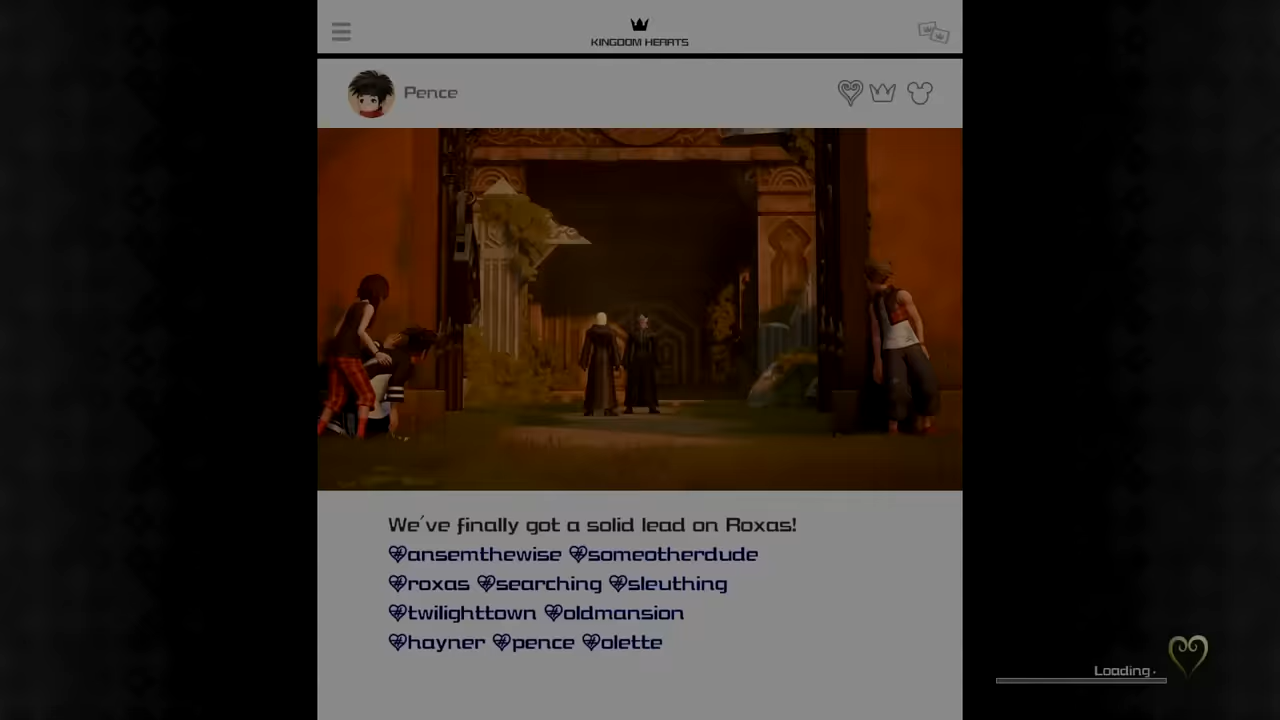 KINGDOM HEARTS
Pence
We've finally got a solid lead on Roxas!
ansemthewise someotherdude
roxas searching sleuthing
twilighttown oldmansion
hayner pence olette
Loading·